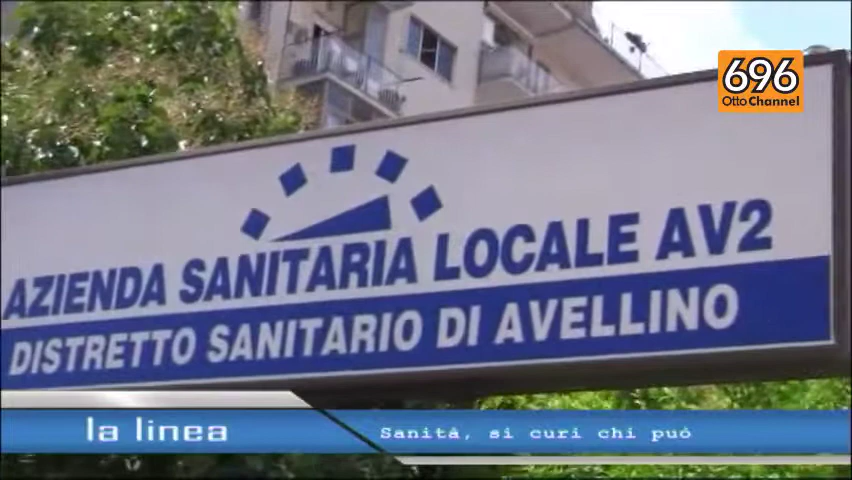 696
Otto Channel
AZIENDA SANITARIA LOCALE AV2
DISTRETTO SANITARIO DI AVELLINO
la linea
Sanità, si curi chi può